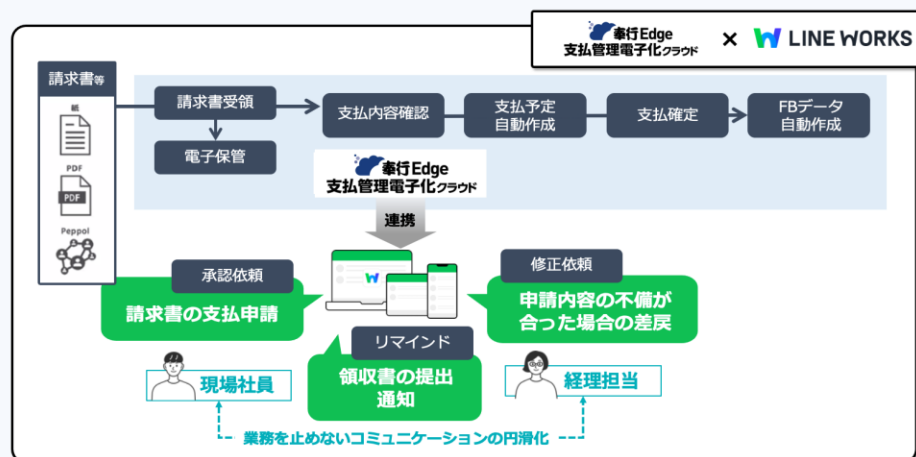 奉行Edge
支払管理電子化クラウド
×
LINE WORKS
請求書等
紙
PDF
PDF
Peppol
請求書受領
電子保管
支払内容確認
支払予定
自動作成
支払確定
FBデータ
自動作成
奉行Edge
支払管理電子化クラウド
連携
承認依頼
請求書の支払申請
修正依頼
申請内容の不備が
合った場合の差戻
リマインド
領収書の提出
通知
現場社員
経理担当
業務を止めないコミュニケーションの円滑化